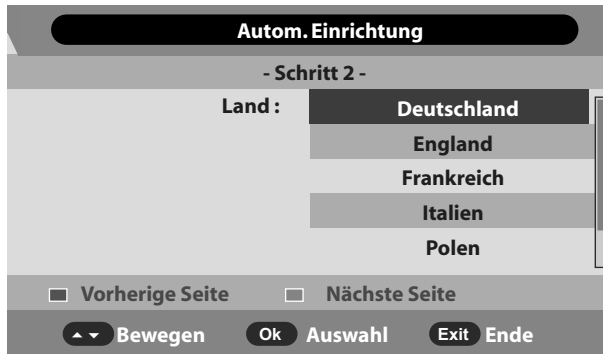 Autom. Einrichtung
- Schritt 2 -
Land : Deutschland
England
Frankreich
Italien
Polen
Vorherige Seite Nächste Seite
Bewegen Ok Auswahl Exit Ende